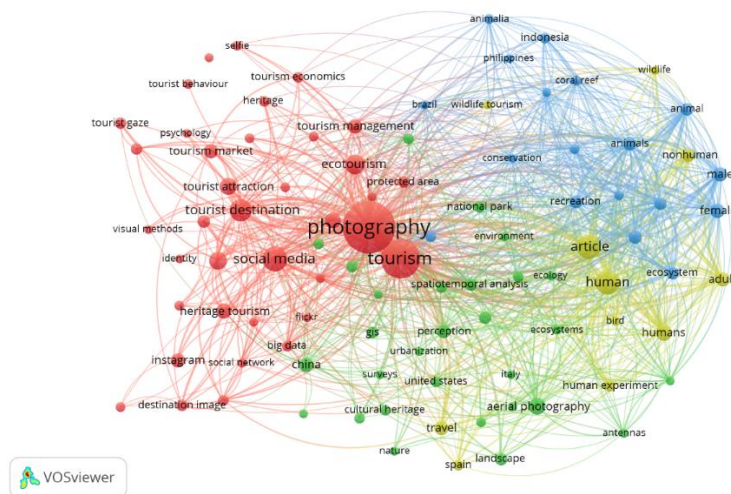 animalia
selfie
indonesia
philippines
tourism economics
wildlife
tourist behaviour
coral reef
heritage
brazil
wildlife tourism
animal
tourist gaze
tourism management
psychology
animals
tourism market
ecotourism
conservation
nonhuman
tourist attraction
protected area
male
recreation
tourist destination
national park
female
photography
visual methods
environment
article
identity
social media
tourism
ecology
ecosystem
adult
spatiotemporal analysis
human
heritage tourism
flickr
bird
gis
perception
ecosystems
humans
big data
urbanization
instagram
social network
china
surveys
italy
united states
human experiment
destination image
cultural heritage
aerial photography
travel
antennas
nature
spain
landscape
VOSviewer